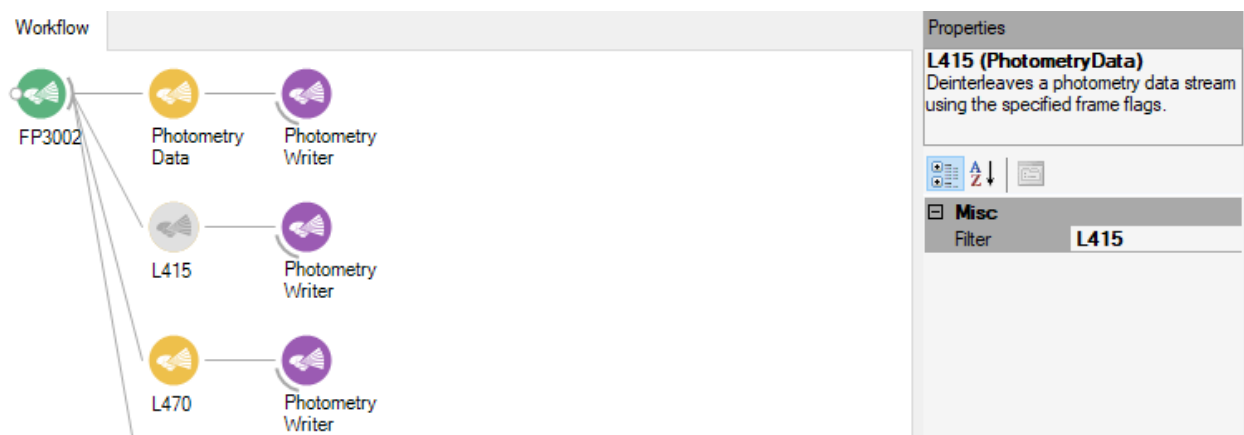 Workflow
FP3002
Photometry
Data
Photometry
Writer
L415
Photometry
Writer
L470
Photometry
Writer
Properties
L415 (PhotometryData)
Deinterleaves a photometry data stream
using the specified frame flags.
A
Z
Misc
Filter L415